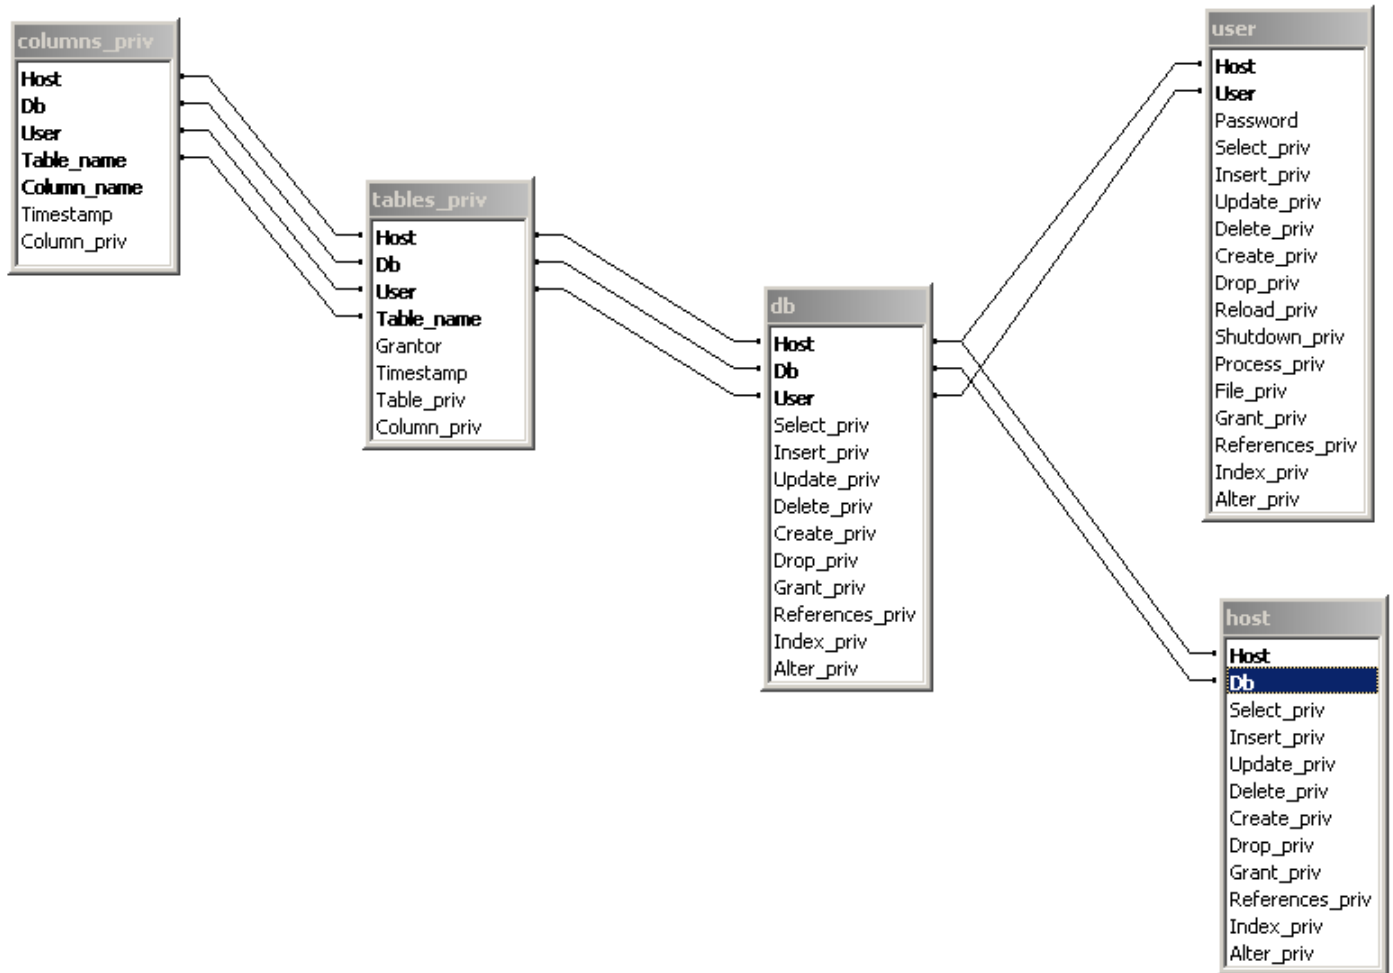 columns_priv
Host
Db
User
Table_name
Column_name
Timestamp
Column_priv
tables_priv
Host
Db
User
Table_name
Grantor
Timestamp
Table_priv
Column_priv
db
Host
Db
User
Select_priv
Insert_priv
Update_priv
Delete_priv
Create_priv
Drop_priv
Grant_priv
References_priv
Index_priv
Alter_priv
user
Host
User
Password
Select_priv
Insert_priv
Update_priv
Delete_priv
Create_priv
Drop_priv
Reload_priv
Shutdown_priv
Process_priv
File_priv
Grant_priv
References_priv
Index_priv
Alter_priv
host
Host
Db
Select_priv
Insert_priv
Update_priv
Delete_priv
Create_priv
Drop_priv
Grant_priv
References_priv
Index_priv
Alter_priv